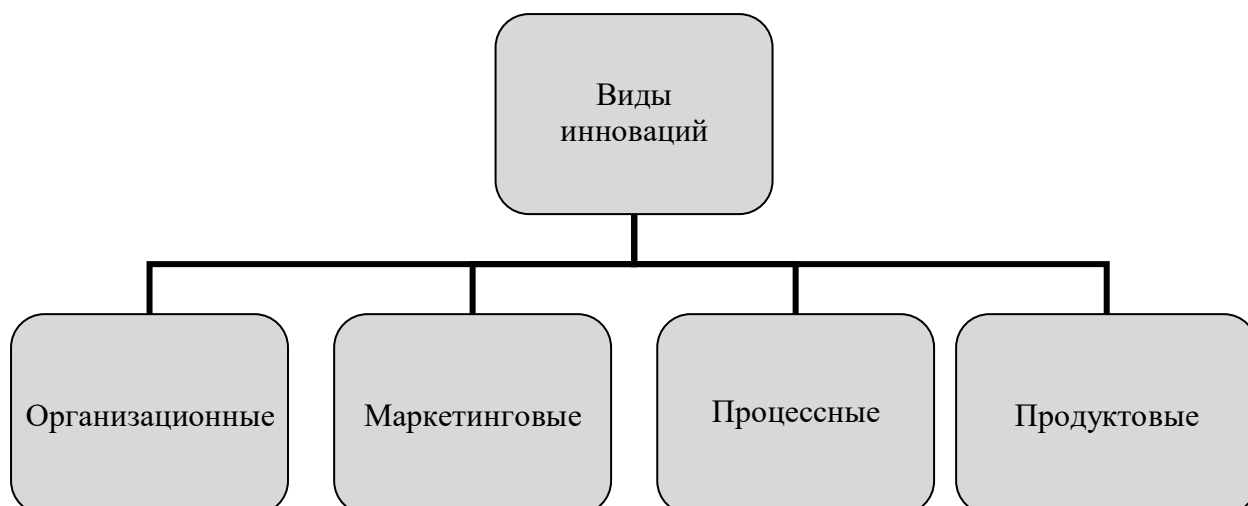 Виды
инноваций
Организационные
Маркетинговые
Процессные
Продуктовые